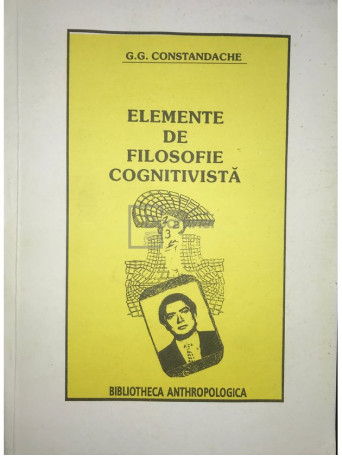 G.G. CONSTANDACHE
ELEMENTE
DE
FILOSOFIE
COGNITIVISTĂ
BIBLIOTHECA ANTHROPOLOGICA